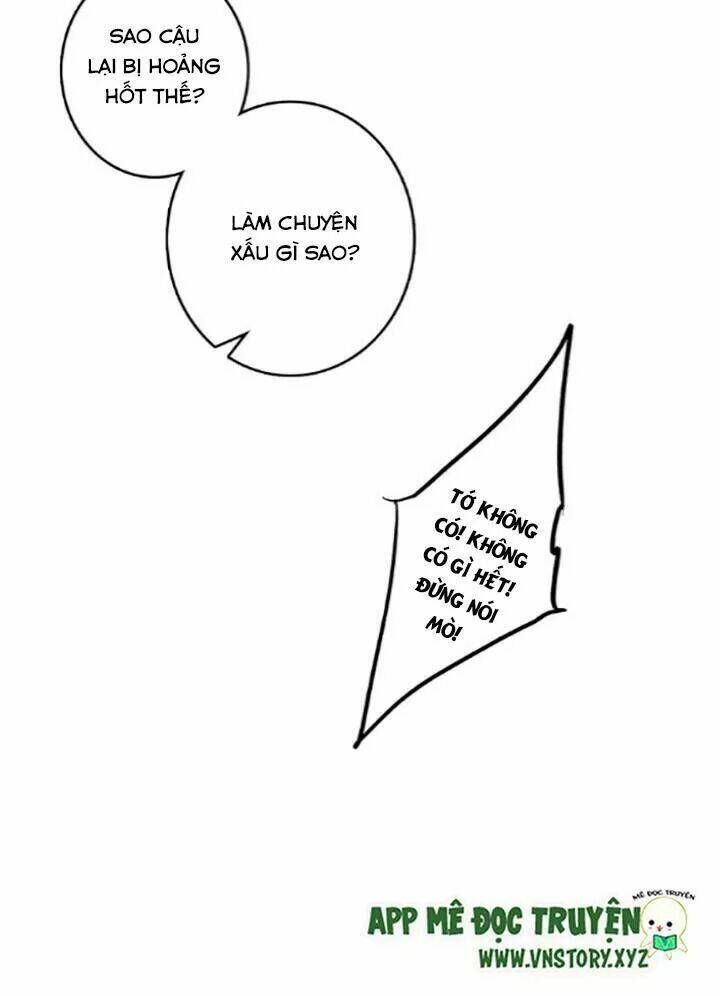 SAO CẬU
LẠI BỊ HOẢNG
HỐT THẾ?
LÀM CHUYỆN
XẤU GÌ SAO?
TỚ KHÔNG
CÓ! KHÔNG
CÓ GÌ HẾT!
ĐỪNG NÓI
MÒ!
MÊ ĐỌC TRUYỆN
APP MÊ ĐỌC TRUYỆN
WWW.VNSTORY.XYZ